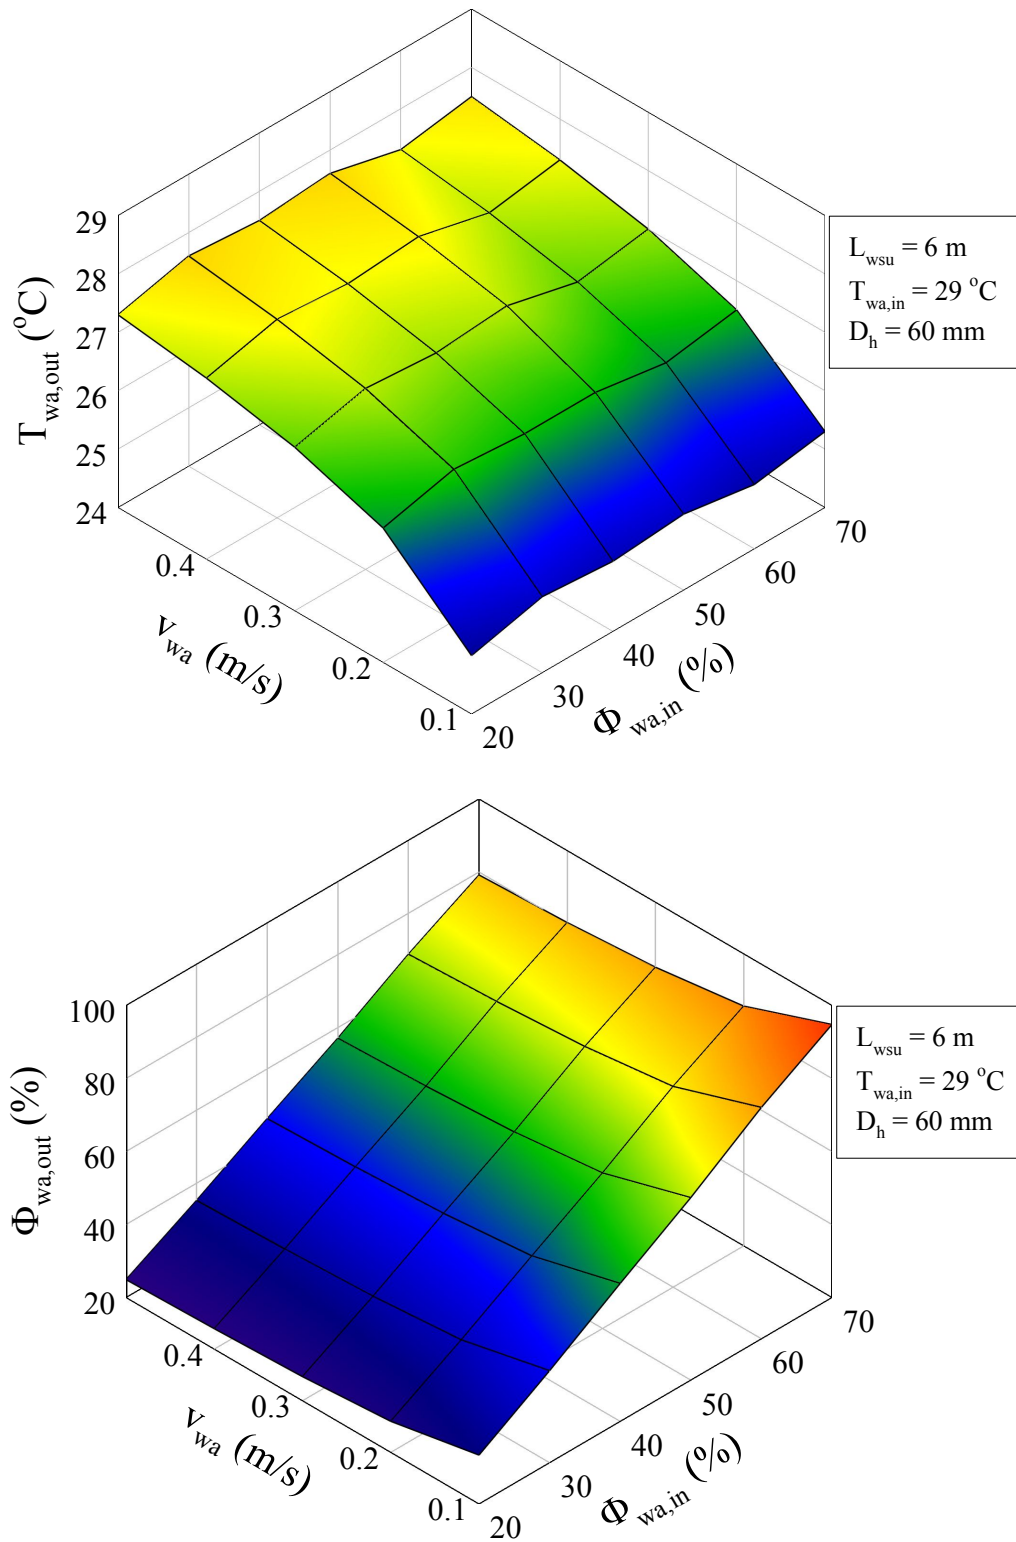 29
28
27
26
25
24
T_wa,out (°C)
0.4
0.3
0.2
0.1
v_wa (m/s)
20
30
40
50
60
70
Φ_wa,in (%)
L_wsu = 6 m
T_wa,in = 29 °C
D_h = 60 mm
100
80
60
40
20
Φ_wa,out (%)
0.4
0.3
0.2
0.1
v_wa (m/s)
20
30
40
50
60
70
Φ_wa,in (%)
L_wsu = 6 m
T_wa,in = 29 °C
D_h = 60 mm